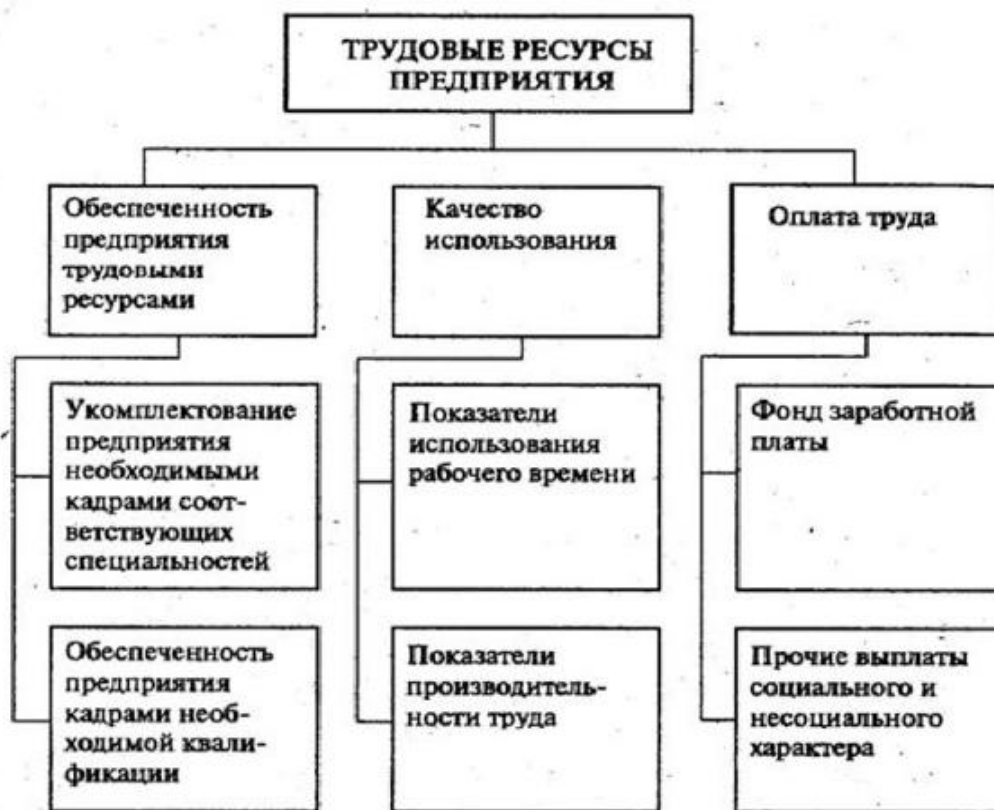 ТРУДОВЫЕ РЕСУРСЫ
ПРЕДПРИЯТИЯ
Обеспеченность
предприятия
трудовыми
ресурсами
Качество
использования
Оплата труда
Укомплектование
предприятия
необходимыми
кадрами соот-
ветствующих
специальностей
Показатели
использования
рабочего времени
Фонд заработной
платы
Обеспеченность
предприятия
кадрами необ-
ходимой квали-
фикации
Показатели
производитель-
ности труда
Прочие выплаты
социального и
несоциального
характера